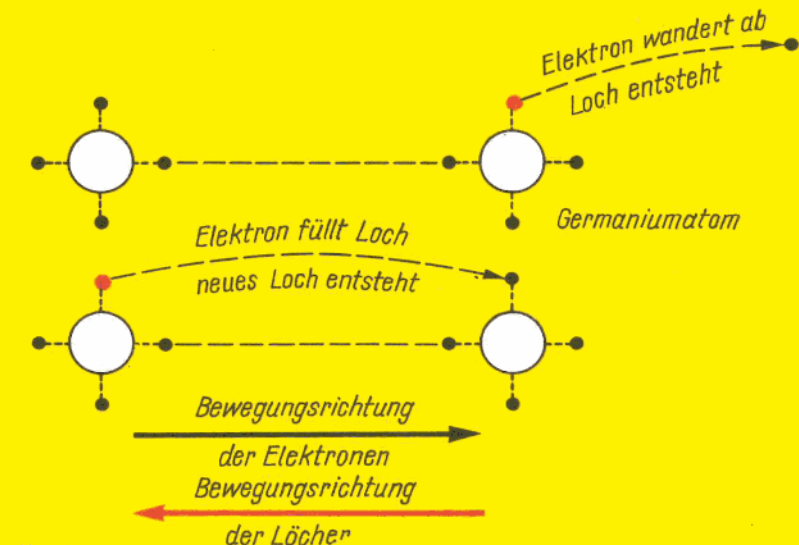 Elektron wandert ab
Loch entsteht
Germaniumatom
Elektron füllt Loch
neues Loch entsteht
Bewegungsrichtung
der Elektronen
Bewegungsrichtung
der Löcher